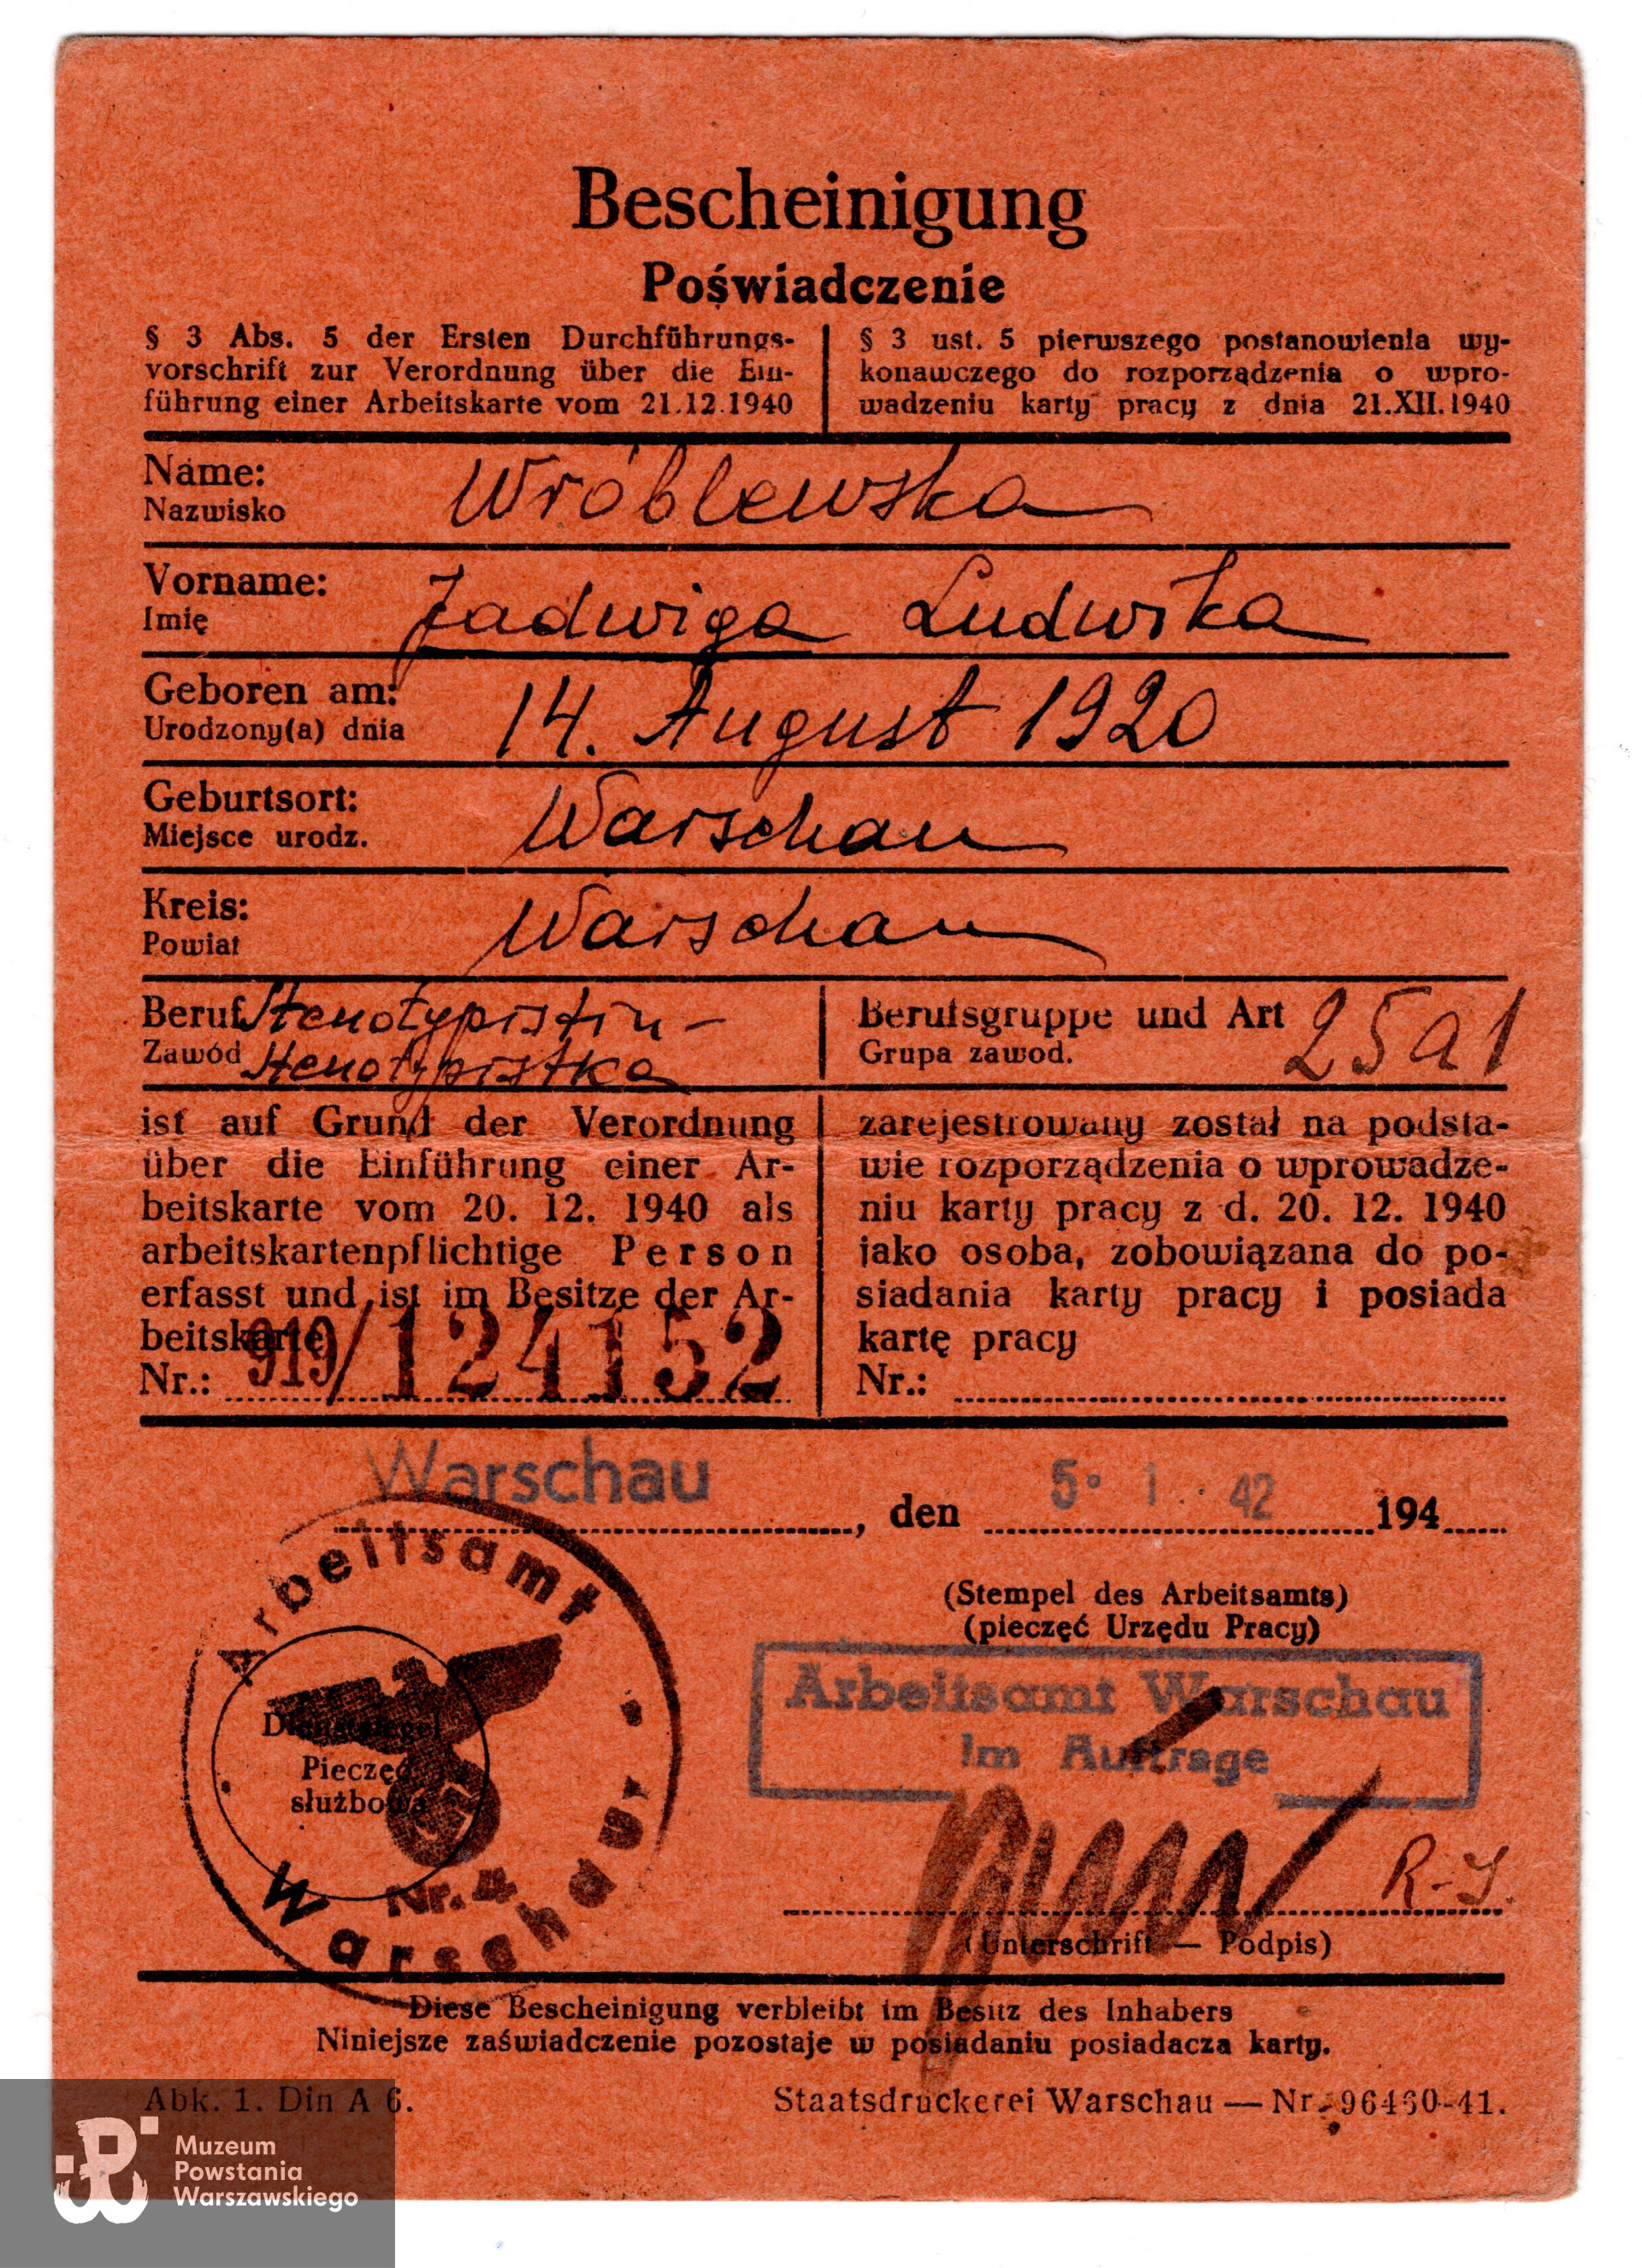 Bescheinigung
Poświadczenie
§ 3 Abs. 5 der Ersten Durchführungs-
vorschrift zur Verordnung über die Ein-
führung einer Arbeitskarte vom 21.12.1940
§ 3 ust. 5 pierwszego postanowienia wy-
konawczego do rozporządzenia o wpro-
wadzeniu karty pracy z dnia 21.XII.1940
Name: Wróblewska
Nazwisko
Vorname: Jadwiga Ludwika
Imię
Geboren am: 14. August 1920
Urodzony(a) dnia
Geburtsort: Warschau
Miejsce urodz.
Kreis: Warschau
Powiat
Beruf Stenotypistin -
Zawód stenotypistka
Berufsgruppe und Art 25a1
Grupa zawod.
ist auf Grund der Verordnung
über die Einführung einer Ar-
beitskarte vom 20. 12. 1940 als
arbeitskartenpflichtige Person
erfasst und ist im Besitze der Ar-
beitskarte
Nr.: 919/124152
zarejestrowany został na podsta-
wie rozporządzenia o wprowadze-
niu karty pracy z d. 20. 12. 1940
jako osoba, zobowiązana do po-
siadania karty pracy i posiada
kartę pracy
Nr.:
Warschau, den 5. 1. 42 194
(Stempel des Arbeitsamts)
(pieczęć Urzędu Pracy)
Arbeitsamt Warschau
Im Auftrage
Arbeitsamt
Dienstsiegel
Pieczęć
służbowa
Nr. 4
Warschau
R-J.
(Unterschrift — Podpis)
Diese Bescheinigung verbleibt im Besitz des Inhabers
Niniejsze zaświadczenie pozostaje w posiadaniu posiadacza karty.
Abk. 1. Din A 6.
Staatsdruckerei Warschau — Nr. 96460-41.
Muzeum
Powstania
Warszawskiego